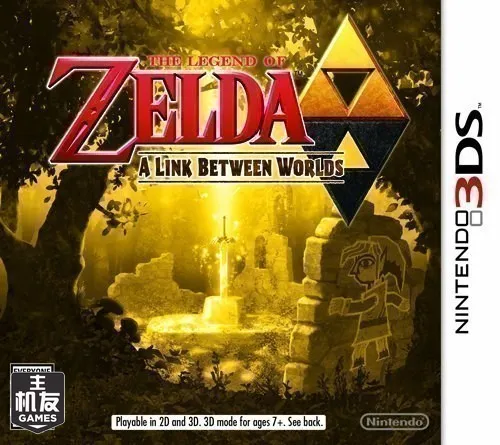 THE LEGEND OF
ZELDA
A LINK BETWEEN WORLDS
NINTENDO 3DS
EVERYONE
主
机友
GAMES
Playable in 2D and 3D. 3D mode for ages 7+. See back.
Nintendo